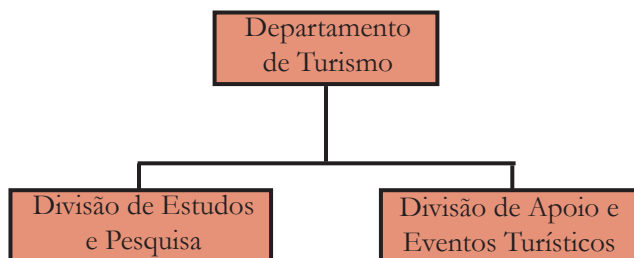 Departamento
de Turismo
Divisão de Estudos
e Pesquisa
Divisão de Apoio e
Eventos Turísticos